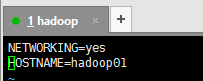 1 hadoop
NETWORKING=yes
HOSTNAME=hadoop01
~